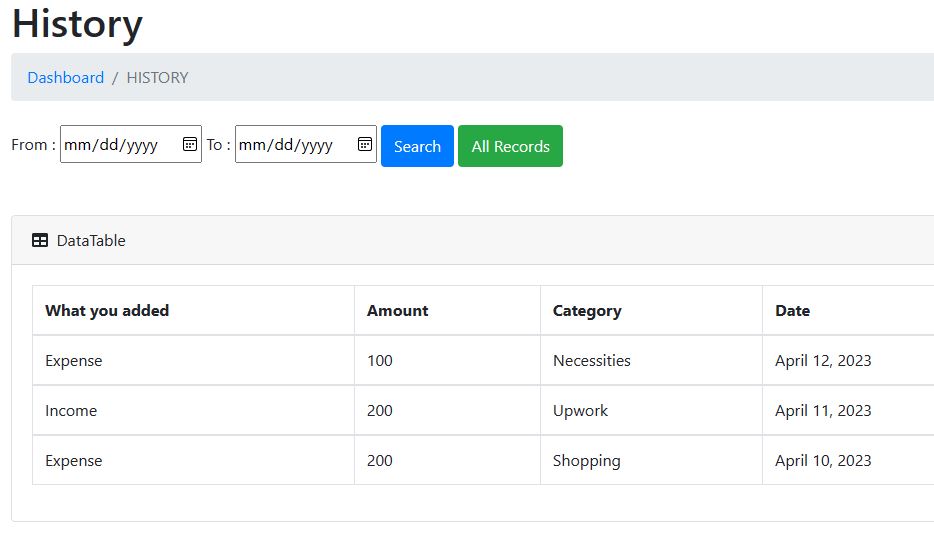 History
Dashboard / HISTORY
From : mm/dd/yyyy To : mm/dd/yyyy Search All Records
DataTable
What you added Amount Category Date
Expense 100 Necessities April 12, 2023
Income 200 Upwork April 11, 2023
Expense 200 Shopping April 10, 2023